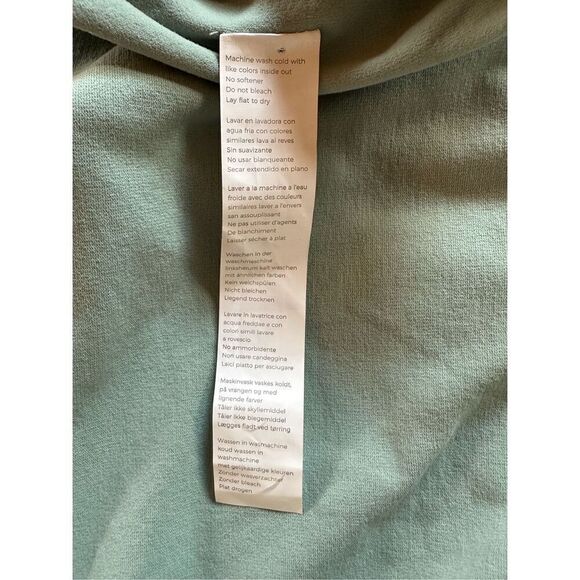 Machine wash cold with
like colors inside out
No softener
Do not bleach
Lay flat to dry
Lavar en lavadora con
agua fria con colores
similares lava al reves
Sin suavizante
No usar blanqueante
Secar extendido en plano
Laver a la machine a l'eau
froide avec des couleurs
similaires laver a l'envers
san assouplissant
Ne pas utiliser d'agents
De blanchiment
Laisser sécher à plat
Waschen In der
Waschmaschine
linksherum kalt waschen
mit ähnlichen farben
Kein weichspülen
Nicht bleichen
Liegend trocknen
Lavare in lavatrice con
acqua freddae e con
colori simili lavare
a rovescio
No ammorbidente
Non usare candeggina
Laici piatto per asciugare
Maskinvask vaskes koldt,
på vrangen og med
lignende farver
Tåler ikke skyllemiddel
Tåler ikke blegemiddel
Lægges fladt ved tørring
Wassen in wasmachine
koud wassen in
washmachine
met gelijkaardige kleuren
Zonder wasverzachter
Zonder bleach
Plat drogen